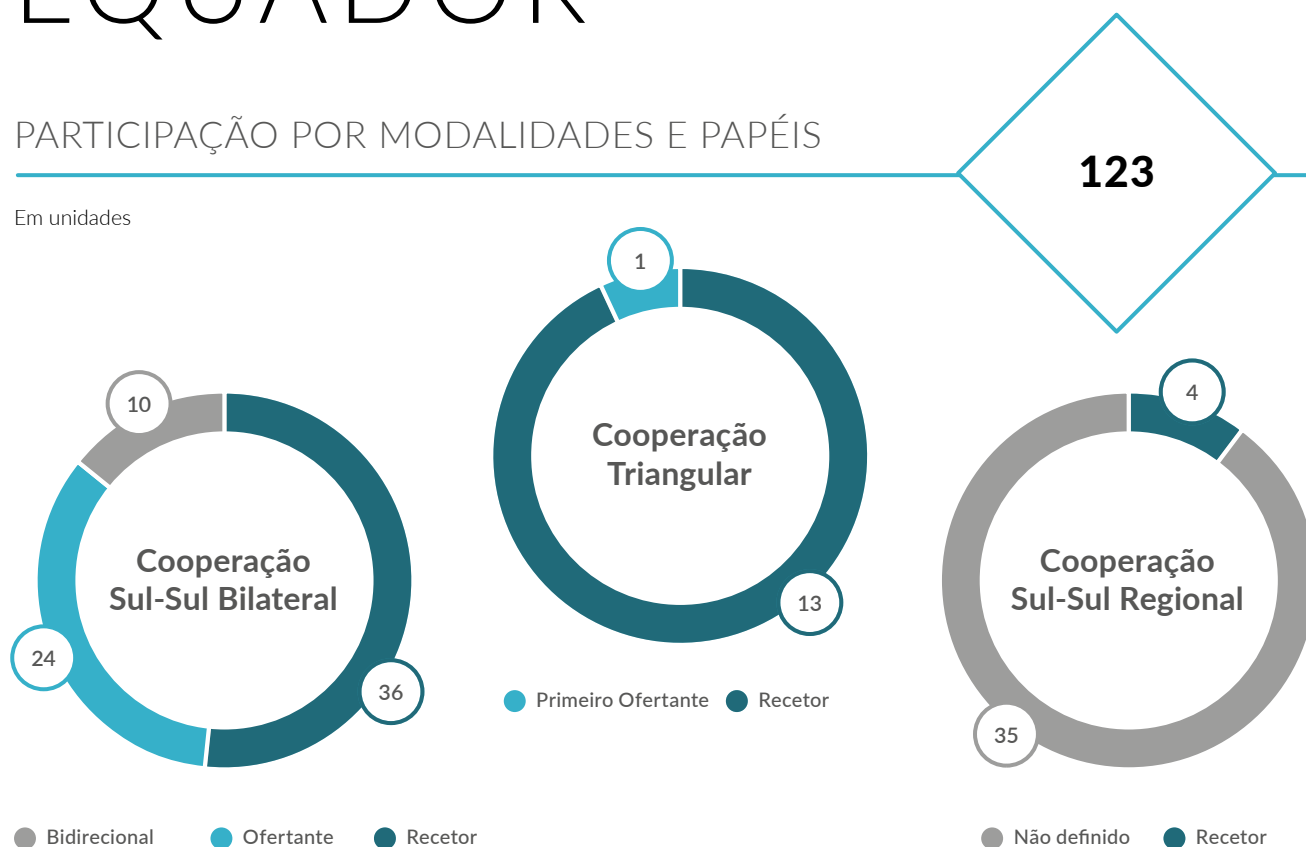 EQUADOR
PARTICIPAÇÃO POR MODALIDADES E PAPÉIS
123
Em unidades
1
Cooperação
Triangular
13
Primeiro Ofertante
Recetor
10
Cooperação
Sul-Sul Bilateral
24
36
Bidirecional
Ofertante
Recetor
4
Cooperação
Sul-Sul Regional
35
Não definido
Recetor